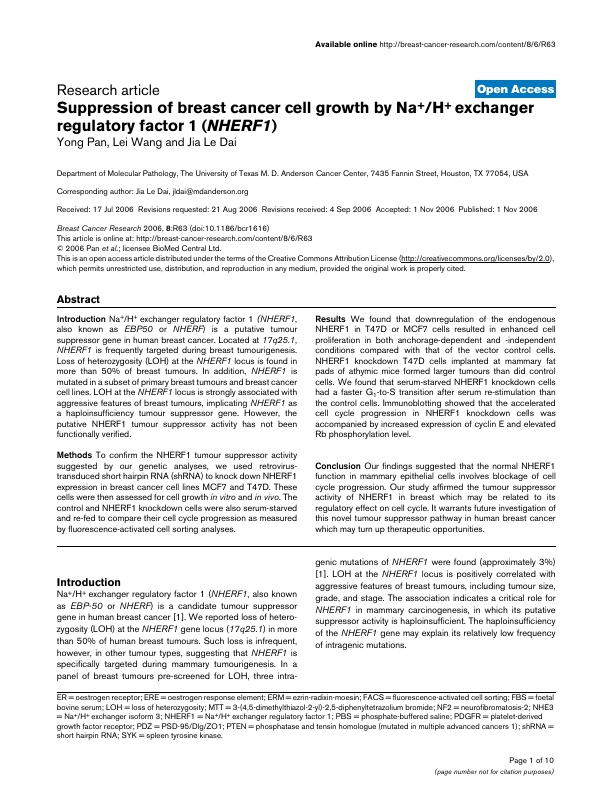 Available online http://breast-cancer-research.com/content/8/6/R63
Research article
Open Access
Suppression of breast cancer cell growth by Na+/H+ exchanger
regulatory factor 1 (NHERF1)
Yong Pan, Lei Wang and Jia Le Dai
Department of Molecular Pathology, The University of Texas M. D. Anderson Cancer Center, 7435 Fannin Street, Houston, TX 77054, USA
Corresponding author: Jia Le Dai, jldai@mdanderson.org
Received: 17 Jul 2006 Revisions requested: 21 Aug 2006 Revisions received: 4 Sep 2006 Accepted: 1 Nov 2006 Published: 1 Nov 2006
Breast Cancer Research 2006, 8:R63 (doi:10.1186/bcr1616)
This article is online at: http://breast-cancer-research.com/content/8/6/R63
© 2006 Pan et al.; licensee BioMed Central Ltd.
This is an open access article distributed under the terms of the Creative Commons Attribution License (http://creativecommons.org/licenses/by/2.0),
which permits unrestricted use, distribution, and reproduction in any medium, provided the original work is properly cited.
Abstract
Introduction Na+/H+ exchanger regulatory factor 1 (NHERF1,
also known as EBP50 or NHERF) is a putative tumour
suppressor gene in human breast cancer. Located at 17q25.1,
NHERF1 is frequently targeted during breast tumourigenesis.
Loss of heterozygosity (LOH) at the NHERF1 locus is found in
more than 50% of breast tumours. In addition, NHERF1 is
mutated in a subset of primary breast tumours and breast cancer
cell lines. LOH at the NHERF1 locus is strongly associated with
aggressive features of breast tumours, implicating NHERF1 as
a haploinsufficiency tumour suppressor gene. However, the
putative NHERF1 tumour suppressor activity has not been
functionally verified.
Methods To confirm the NHERF1 tumour suppressor activity
suggested by our genetic analyses, we used retrovirus-
transduced short hairpin RNA (shRNA) to knock down NHERF1
expression in breast cancer cell lines MCF7 and T47D. These
cells were then assessed for cell growth in vitro and in vivo. The
control and NHERF1 knockdown cells were also serum-starved
and re-fed to compare their cell cycle progression as measured
by fluorescence-activated cell sorting analyses.
Results We found that downregulation of the endogenous
NHERF1 in T47D or MCF7 cells resulted in enhanced cell
proliferation in both anchorage-dependent and -independent
conditions compared with that of the vector control cells.
NHERF1 knockdown T47D cells implanted at mammary fat
pads of athymic mice formed larger tumours than did control
cells. We found that serum-starved NHERF1 knockdown cells
had a faster G1-to-S transition after serum re-stimulation than
the control cells. Immunoblotting showed that the accelerated
cell cycle progression in NHERF1 knockdown cells was
accompanied by increased expression of cyclin E and elevated
Rb phosphorylation level.
Conclusion Our findings suggested that the normal NHERF1
function in mammary epithelial cells involves blockage of cell
cycle progression. Our study affirmed the tumour suppressor
activity of NHERF1 in breast which may be related to its
regulatory effect on cell cycle. It warrants future investigation of
this novel tumour suppressor pathway in human breast cancer
which may turn up therapeutic opportunities.
Introduction
Na+/H+ exchanger regulatory factor 1 (NHERF1, also known
as EBP-50 or NHERF) is a candidate tumour suppressor
gene in human breast cancer [1]. We reported loss of hetero-
zygosity (LOH) at the NHERF1 gene locus (17q25.1) in more
than 50% of human breast tumours. Such loss is infrequent,
however, in other tumour types, suggesting that NHERF1 is
specifically targeted during mammary tumourigenesis. In a
panel of breast tumours pre-screened for LOH, three intra-
genic mutations of NHERF1 were found (approximately 3%)
[1]. LOH at the NHERF1 locus is positively correlated with
aggressive features of breast tumours, including tumour size,
grade, and stage. The association indicates a critical role for
NHERF1 in mammary carcinogenesis, in which its putative
suppressor activity is haploinsufficient. The haploinsufficiency
of the NHERF1 gene may explain its relatively low frequency
of intragenic mutations.
ER = oestrogen receptor; ERE = oestrogen response element; ERM = ezrin-radixin-moesin; FACS = fluorescence-activated cell sorting; FBS = foetal
bovine serum; LOH = loss of heterozygosity; MTT = 3-(4,5-dimethylthiazol-2-yl)-2,5-diphenyltetrazolium bromide; NF2 = neurofibromatosis-2; NHE3
= Na+/H+ exchanger isoform 3; NHERF1 = Na+/H+ exchanger regulatory factor 1; PBS = phosphate-buffered saline; PDGFR = platelet-derived
growth factor receptor; PDZ = PSD-95/Dlg/ZO1; PTEN = phosphatase and tensin homologue (mutated in multiple advanced cancers 1); shRNA =
short hairpin RNA; SYK = spleen tyrosine kinase.
Page 1 of 10
(page number not for citation purposes)